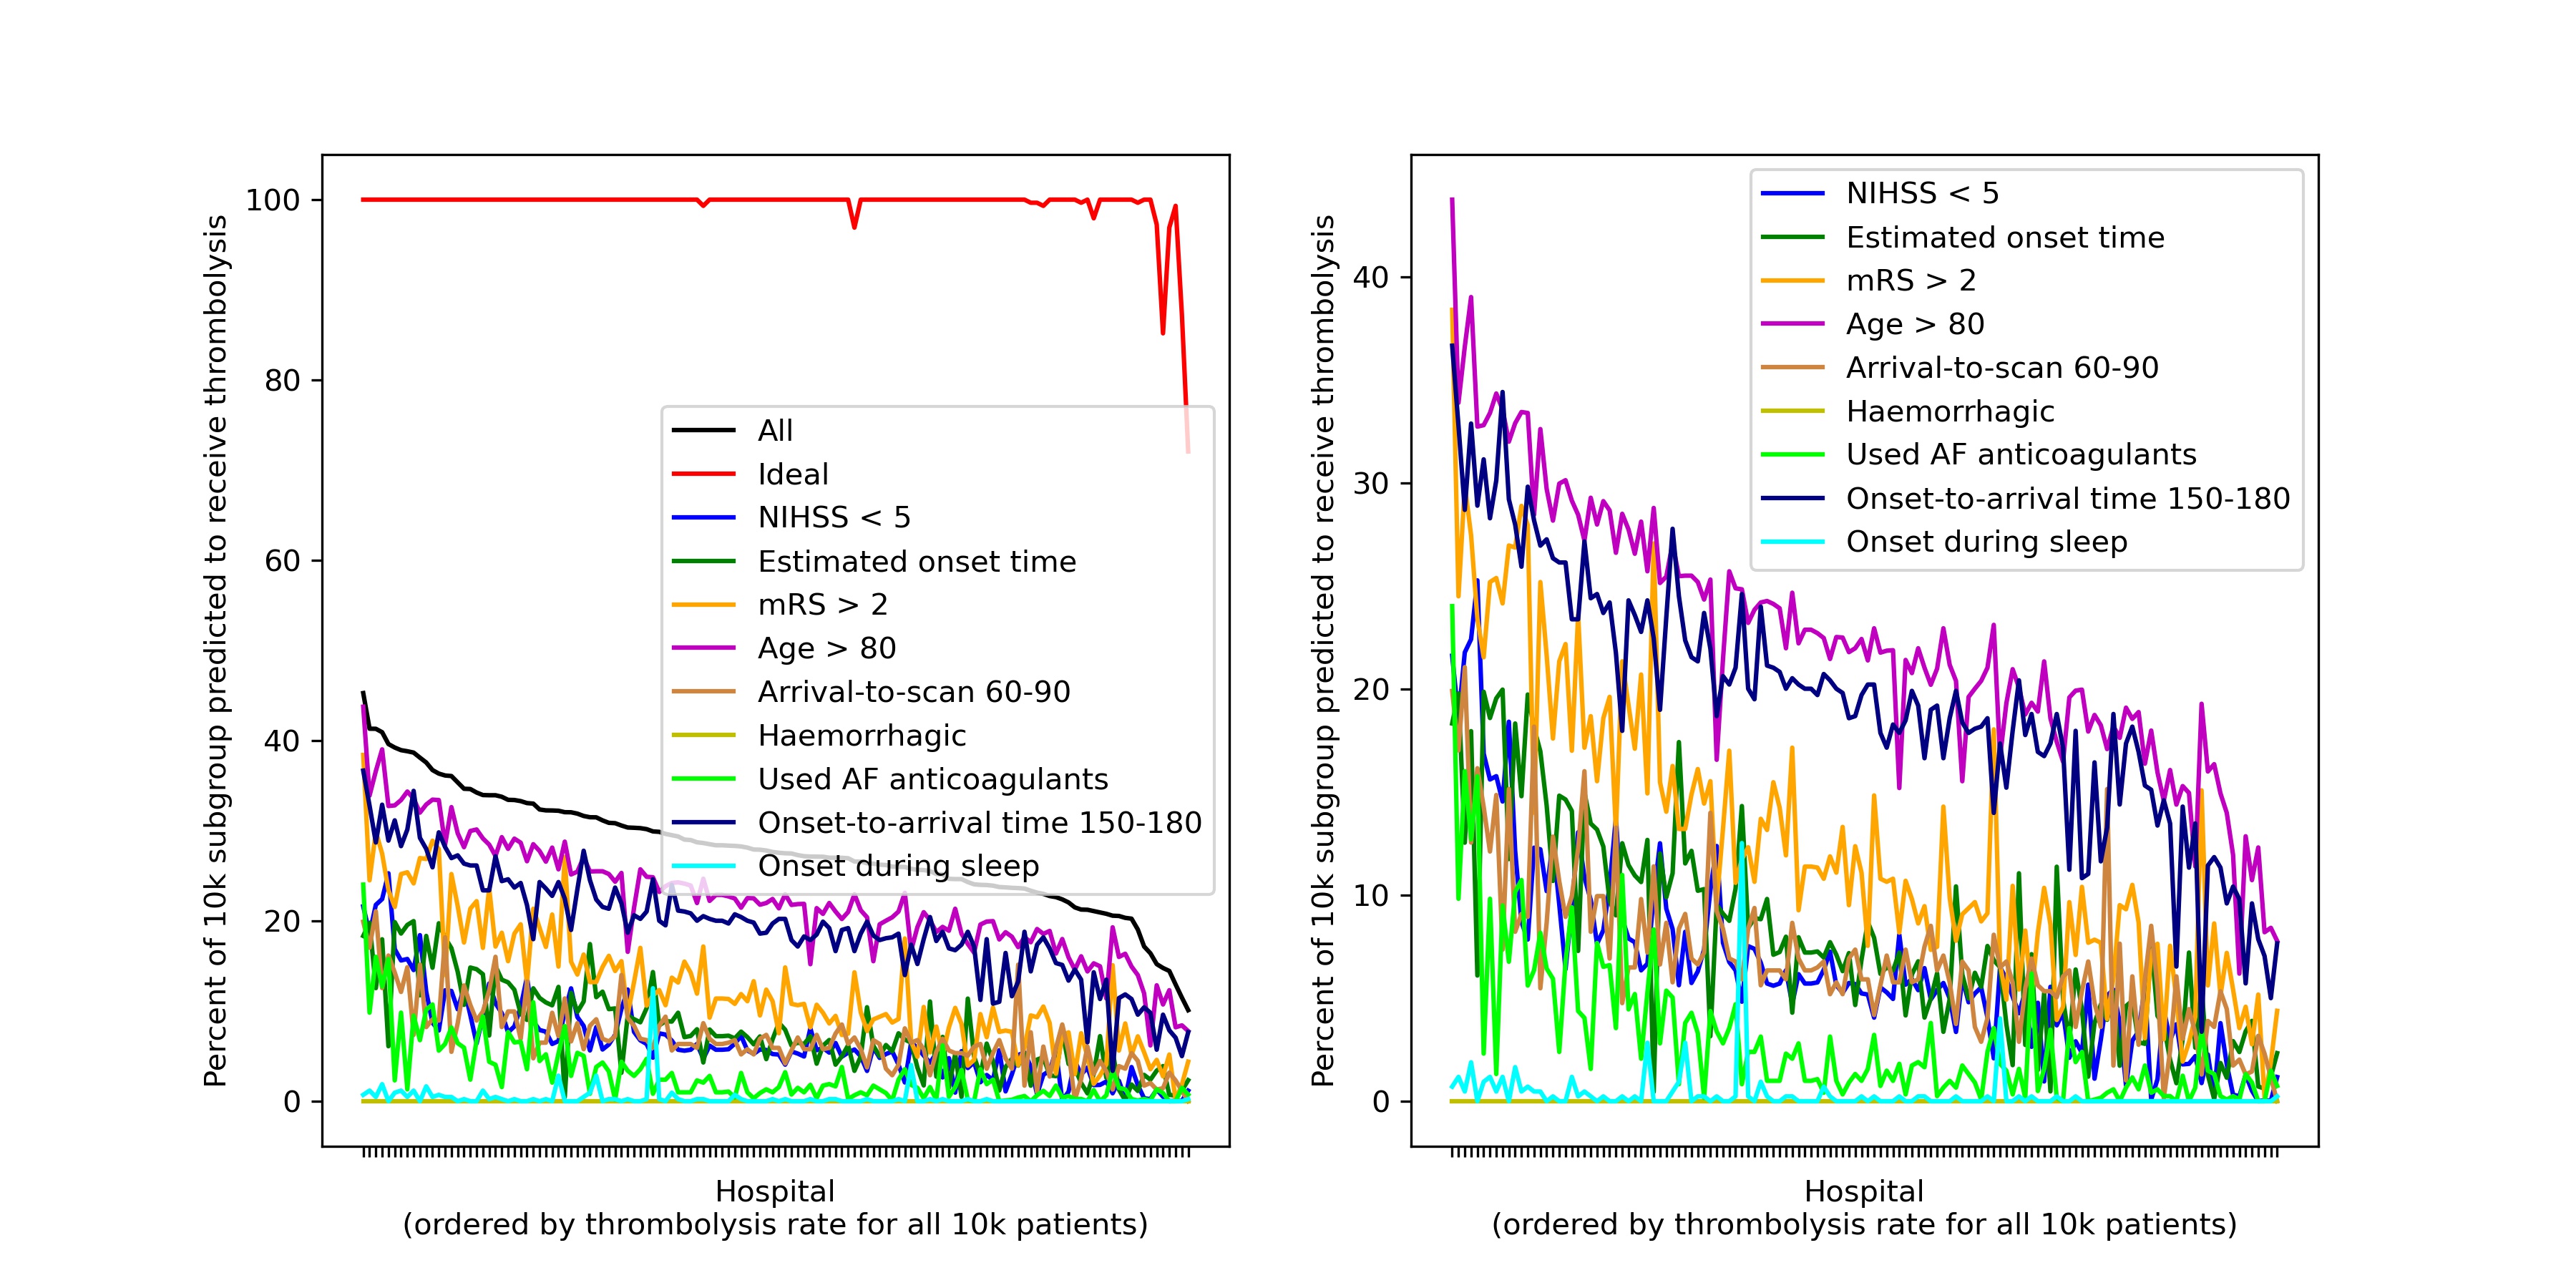 Percent of 10k subgroup predicted to receive thrombolysis
100
80
60
40
20
0
All
Ideal
NIHSS < 5
Estimated onset time
mRS > 2
Age > 80
Arrival-to-scan 60-90
Haemorrhagic
Used AF anticoagulants
Onset-to-arrival time 150-180
Onset during sleep
Hospital
(ordered by thrombolysis rate for all 10k patients)
Percent of 10k subgroup predicted to receive thrombolysis
40
30
20
10
0
NIHSS < 5
Estimated onset time
mRS > 2
Age > 80
Arrival-to-scan 60-90
Haemorrhagic
Used AF anticoagulants
Onset-to-arrival time 150-180
Onset during sleep
Hospital
(ordered by thrombolysis rate for all 10k patients)